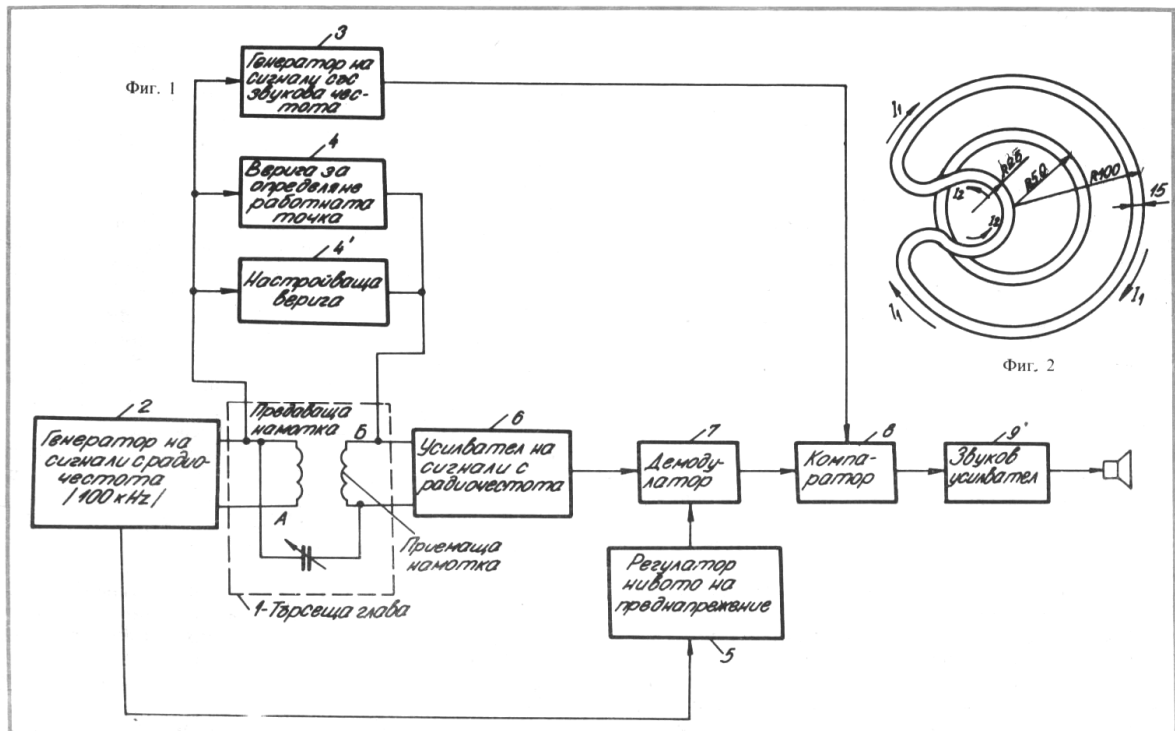 Фиг. 1
3
Генератор на
сигнали със
звукова чес-
тота
4
Верига за
определяне
работната
точка
4'
Настройваща
верига
I₁
I₂
I₂
R50
R100
15
I₁
I₁
Фиг. 2
2
Генератор на
сигнали с радио-
честота
/100 kHz/
Предаваща
намотка
Б
А
Приемаща
намотка
1-Търсеща глава
6
Усилвател на
сигнали с
радиочестота
7
Демоду-
латор
8
Компа-
ратор
9'
Звуков
усилвател
Регулатор
нивото на
преднапрежение
5